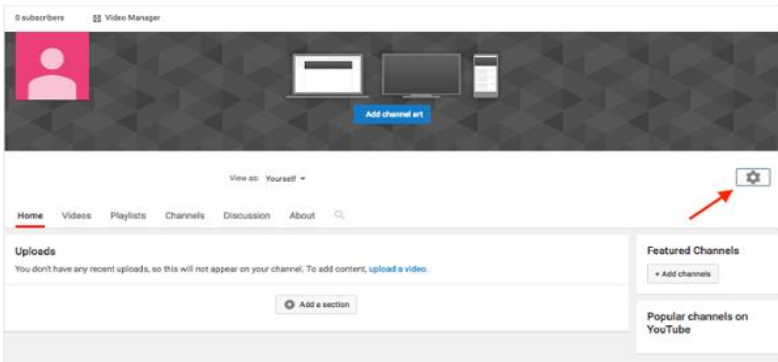 0 subscribers Video Manager
Add channel art
View as: Yourself
Home Videos Playlists Channels Discussion About
Uploads
You don't have any recent uploads, so this will not appear on your channel. To add content, upload a video.
Add a section
Featured Channels
+ Add channels
Popular channels on
YouTube